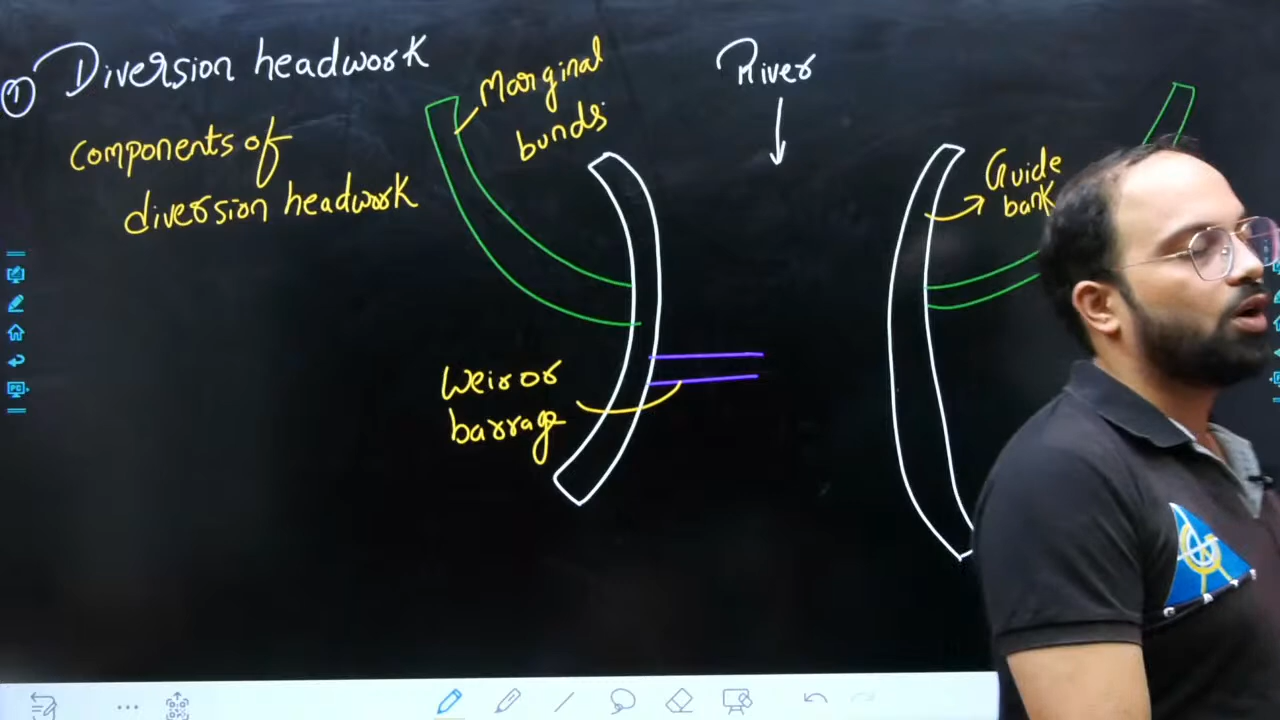 ① Diversion headwork
components of
diversion headwork
Marginal
bunds
River
Guide
bank
Weir or
barrage